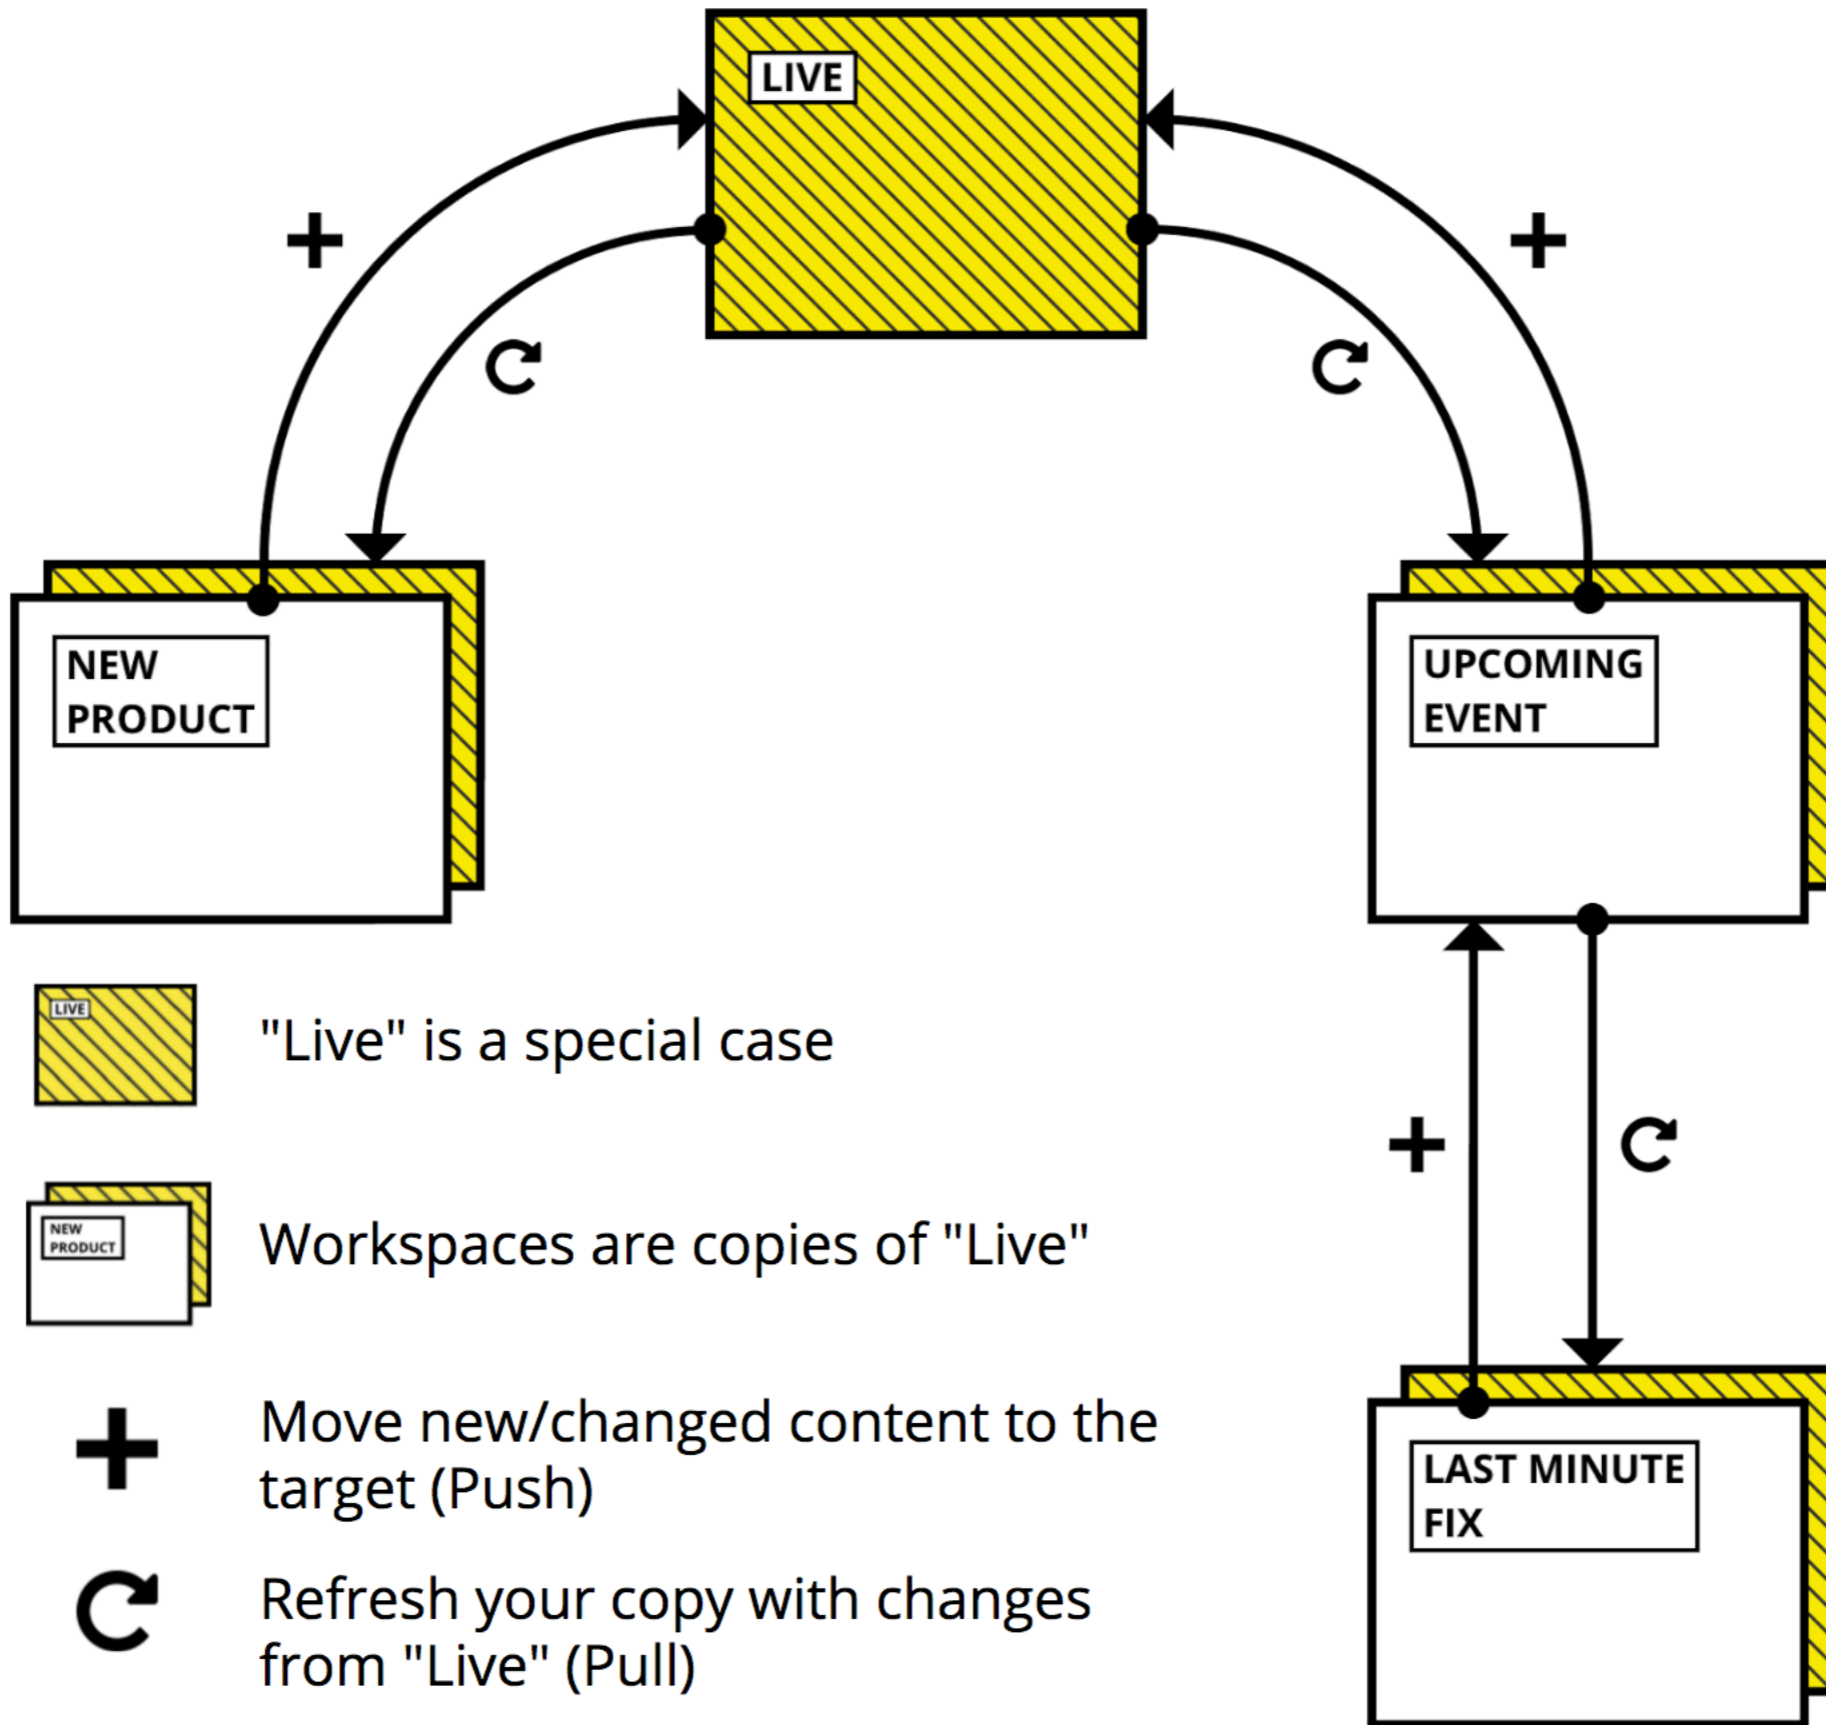 LIVE
NEW
PRODUCT
UPCOMING
EVENT
LIVE
"Live" is a special case
NEW
PRODUCT
Workspaces are copies of "Live"
Move new/changed content to the
target (Push)
Refresh your copy with changes
from "Live" (Pull)
LAST MINUTE
FIX